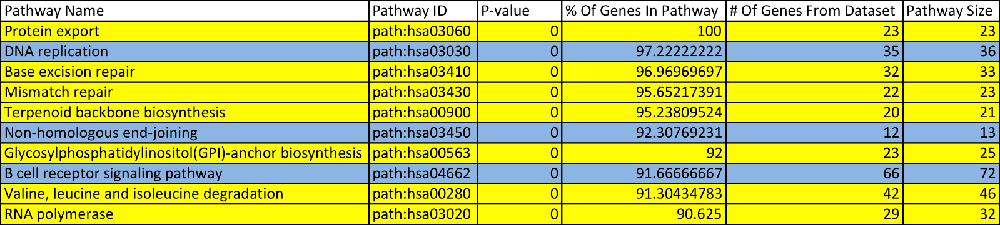 Pathway Name Pathway ID P-value % Of Genes In Pathway # Of Genes From Dataset Pathway Size
Protein export path:hsa03060 0 100 23 23
DNA replication path:hsa03030 0 97.22222222 35 36
Base excision repair path:hsa03410 0 96.96969697 32 33
Mismatch repair path:hsa03430 0 95.65217391 22 23
Terpenoid backbone biosynthesis path:hsa00900 0 95.23809524 20 21
Non-homologous end-joining path:hsa03450 0 92.30769231 12 13
Glycosylphosphatidylinositol(GPI)-anchor biosynthesis path:hsa00563 0 92 23 25
B cell receptor signaling pathway path:hsa04662 0 91.66666667 66 72
Valine, leucine and isoleucine degradation path:hsa00280 0 91.30434783 42 46
RNA polymerase path:hsa03020 0 90.625 29 32